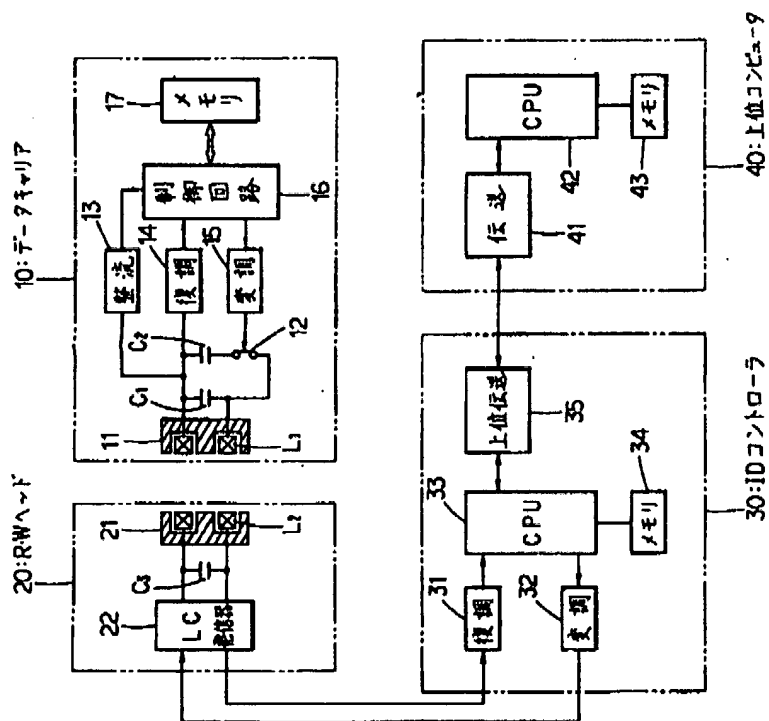 10:データキャリア
17
メモリ
13
整流
制御回路
16
14
復調
15
変調
C2
12
C1
11
L1
20:R・Wヘッド
21
L2
C3
22
LC
発信器
40:上位コンピュータ
CPU
42
メモリ
43
伝送
41
30:IDコントローラ
上位伝送
35
33
CPU
34
メモリ
31
復調
32
変調